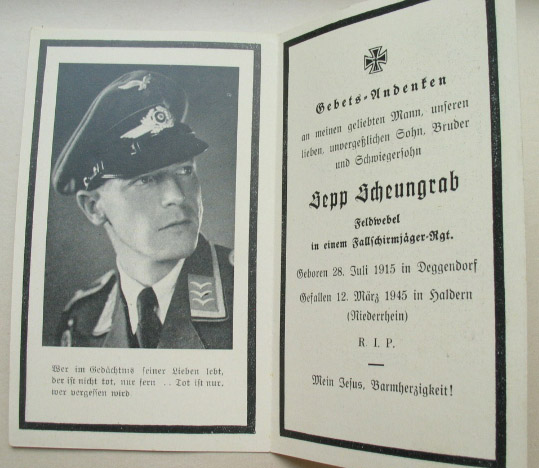 Wer im Gedächtnis seiner Lieben lebt,
der ist nicht tot, nur fern . . Tot ist nur,
wer vergessen wird
Gebets-Andenken
an meinen geliebten Mann, unseren
lieben, unvergeßlichen Sohn, Bruder
und Schwiegersohn
Sepp Scheungrab
Feldwebel
in einem Fallschirmjäger-Rgt.
Geboren 28. Juli 1915 in Deggendorf
Gefallen 12. März 1945 in Haldern
(Niederrhein)
R. I. P.
Mein Jesus, Barmherzigkeit!